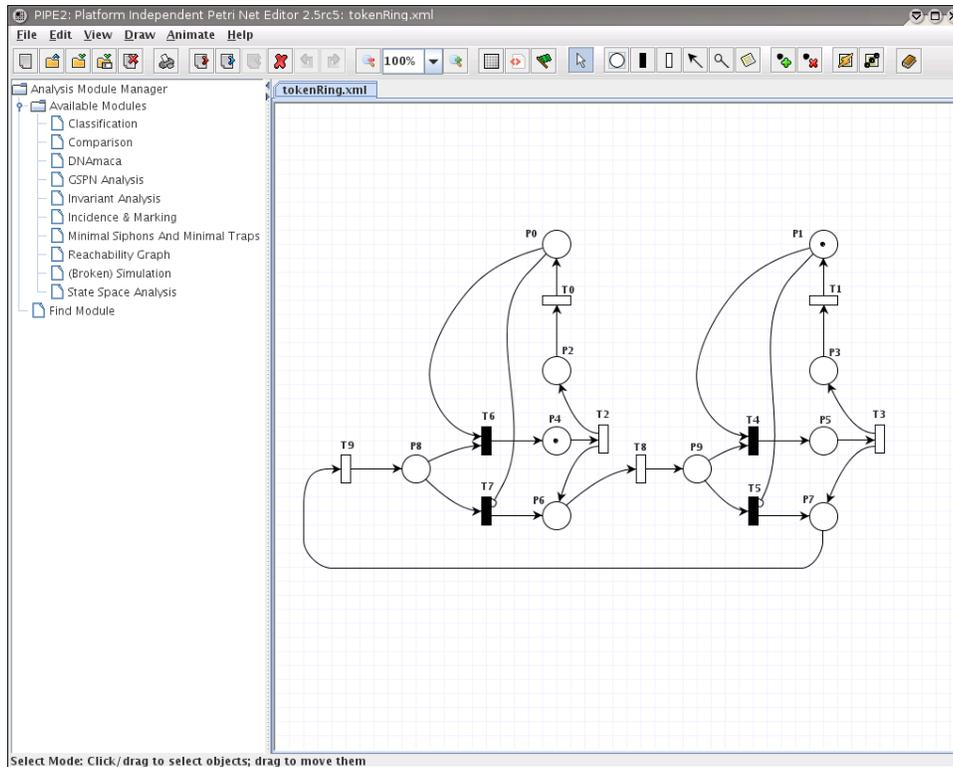 PIPE2: Platform Independent Petri Net Editor 2.5rc5: tokenRing.xml
File Edit View Draw Animate Help
100%
Analysis Module Manager
Available Modules
Classification
Comparison
DNAmaca
GSPN Analysis
Invariant Analysis
Incidence & Marking
Minimal Siphons And Minimal Traps
Reachability Graph
(Broken) Simulation
State Space Analysis
Find Module
tokenRing.xml
P0 P1
T0 T1
P2 P3
T6 P4 T2 T4 P5 T3
T9 P8 T8 P9
T7 P6 T5 P7
Select Mode: Click/drag to select objects; drag to move them